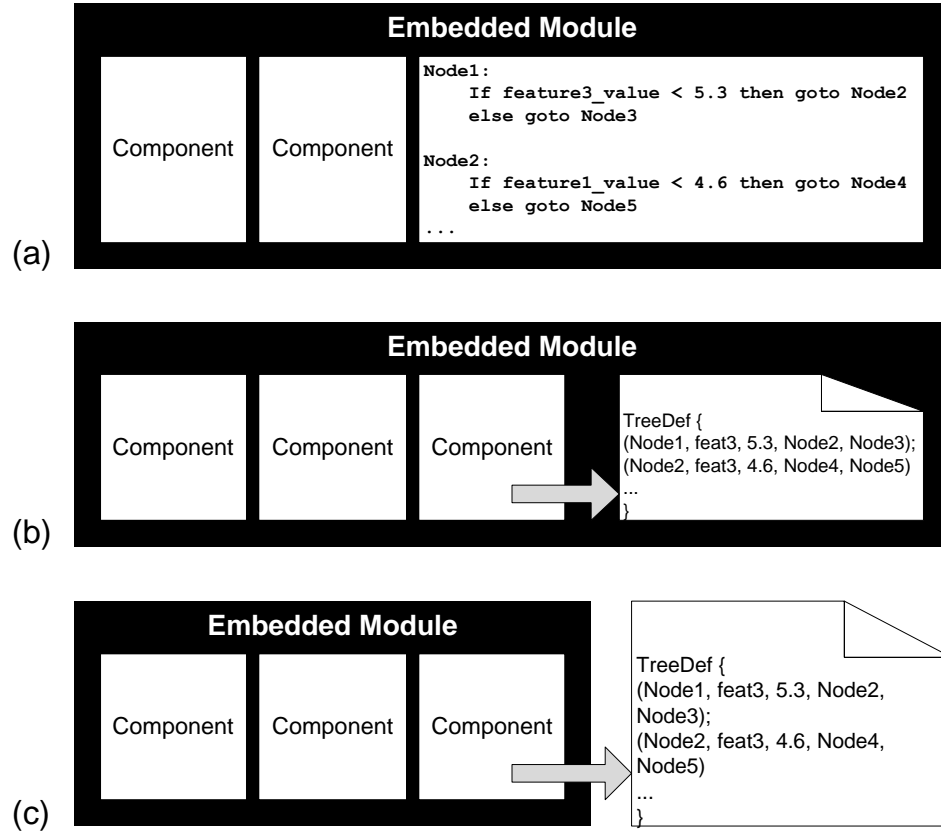 Embedded Module
Component
Component
Node1:
If feature3_value < 5.3 then goto Node2
else goto Node3
Node2:
If feature1_value < 4.6 then goto Node4
else goto Node5
...
(a)
Embedded Module
Component
Component
Component
TreeDef {
(Node1, feat3, 5.3, Node2, Node3);
(Node2, feat3, 4.6, Node4, Node5)
...
}
(b)
Embedded Module
Component
Component
Component
TreeDef {
(Node1, feat3, 5.3, Node2,
Node3);
(Node2, feat3, 4.6, Node4,
Node5)
...
}
(c)